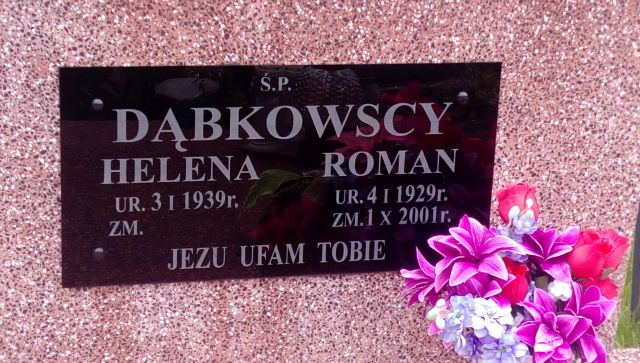 Ś.P.
DĄBKOWSCY
HELENA ROMAN
UR. 3 I 1939r. UR. 4 I 1929r.
ZM. ZM. 1 X 2001r.
JEZU UFAM TOBIE